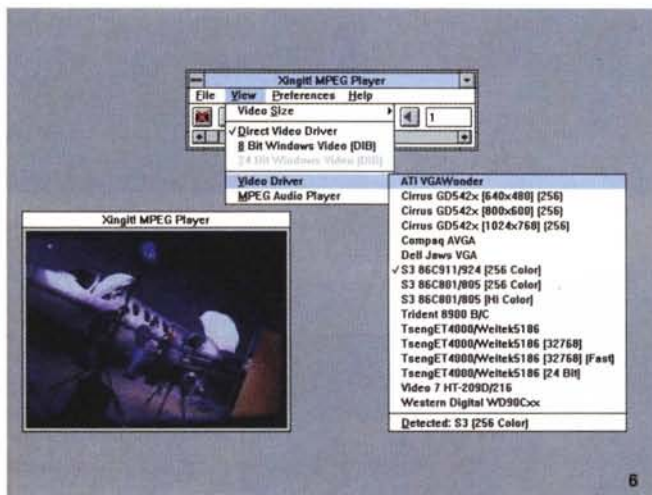 Xingit! MPEG Player
File View Preferences Help
1
Video Size
✓Direct Video Driver
8 Bit Windows Video (DIB)
24 Bit Windows Video (DIB)
Video Driver
MPEG Audio Player
ATI VGAWonder
Cirrus GD542x [640x480] (256)
Cirrus GD542x [800x600] (256)
Cirrus GD542x [1024x768] (256)
Compaq AVGA
Dell Jaws VGA
✓S3 86C911/924 [256 Color]
S3 86C801/805 [256 Color]
S3 86C801/805 [Hi Color]
Trident 8900 B/C
TsengET4000/Weitek5186
TsengET4000/Weitek5186 [32768]
TsengET4000/Weitek5186 [32768] (Fast)
TsengET4000/Weitek5186 [24 Bit]
Video 7 HT-209D/216
Western Digital WD90Cxx
Detected: S3 [256 Color]
Xingit! MPEG Player
6